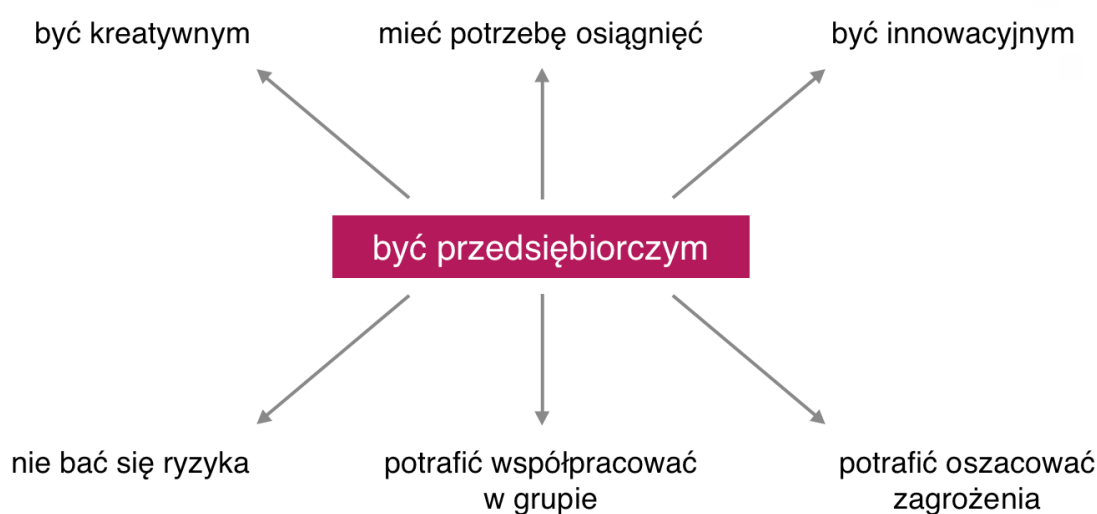 być kreatywnym
mieć potrzebę osiągnięć
być innowacyjnym
być przedsiębiorczym
nie bać się ryzyka
potrafić współpracować
w grupie
potrafić oszacować
zagrożenia